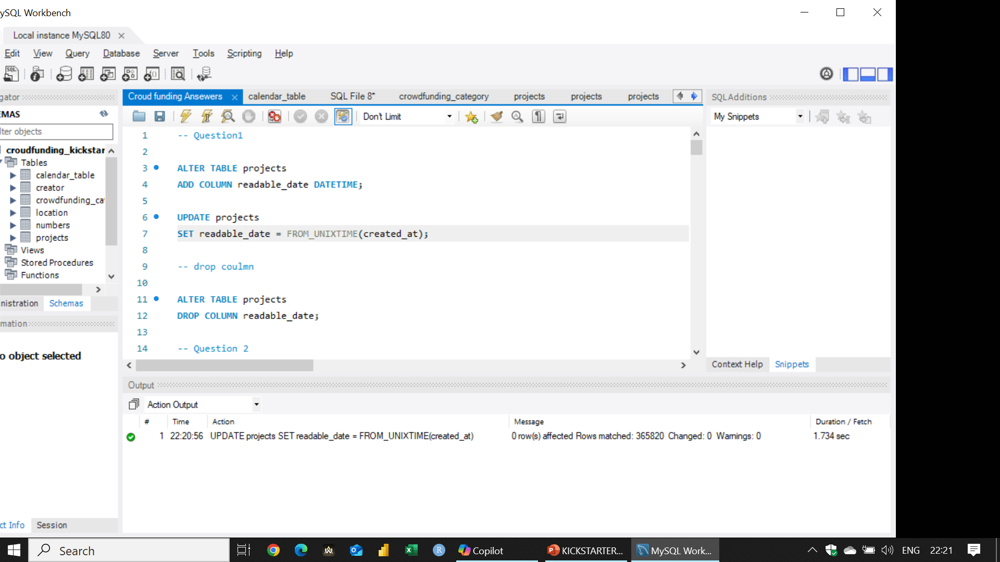 ySQL Workbench
Local instance MySQL80
Edit View Query Database Server Tools Scripting Help
gator
Croud funding Ansewers calendar_table SQL File 8* crowdfunding_category projects projects projects
SQLAdditions
EMAS
Don't Limit
My Snippets
lter objects
croudfunding_kickstar
Tables
calendar_table
creator
crowdfunding_ca
location
numbers
projects
Views
Stored Procedures
Functions
nistration Schemas
mation
o object selected
ct Info Session
1 -- Question1
2
3 ALTER TABLE projects
4 ADD COLUMN readable_date DATETIME;
5
6 UPDATE projects
7 SET readable_date = FROM_UNIXTIME(created_at);
8
9 -- drop coulmn
10
11 ALTER TABLE projects
12 DROP COLUMN readable_date;
13
14 -- Question 2
Context Help Snippets
Output
Action Output
# Time Action Message Duration / Fetch
1 22:20:56 UPDATE projects SET readable_date = FROM_UNIXTIME(created_at) 0 row(s) affected Rows matched: 365820 Changed: 0 Warnings: 0 1.734 sec
Search
Copilot
KICKSTARTER...
MySQL Work...
ENG 22:21